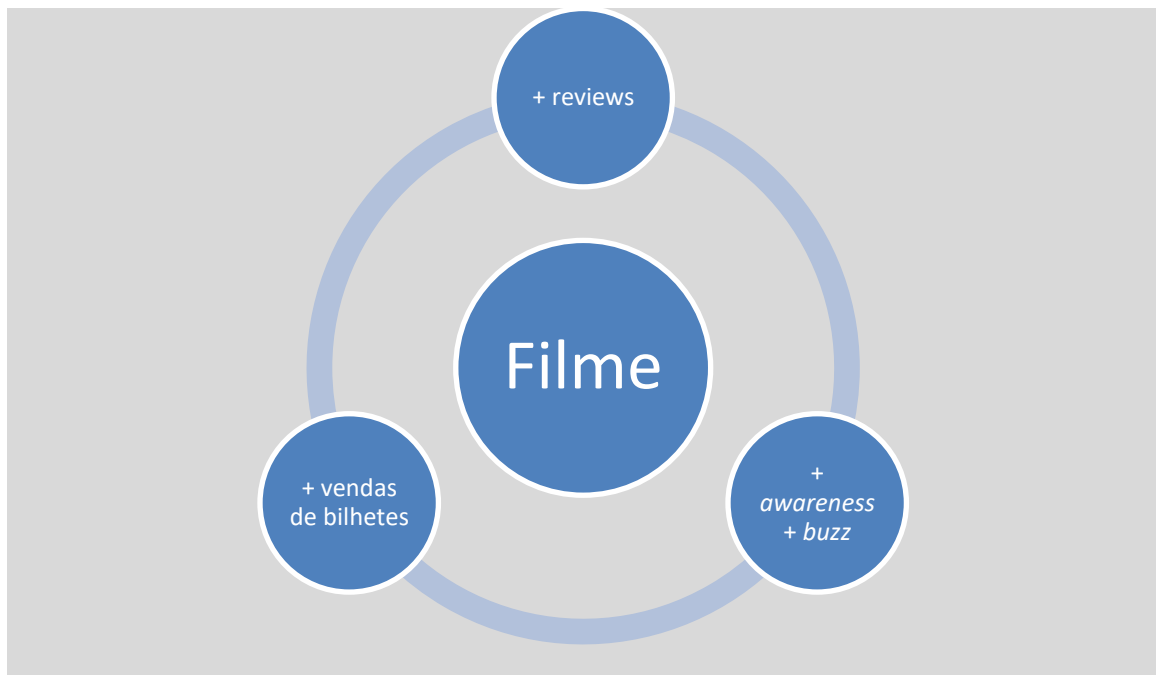 + reviews
Filme
+ vendas
de bilhetes
+
awareness
+ buzz